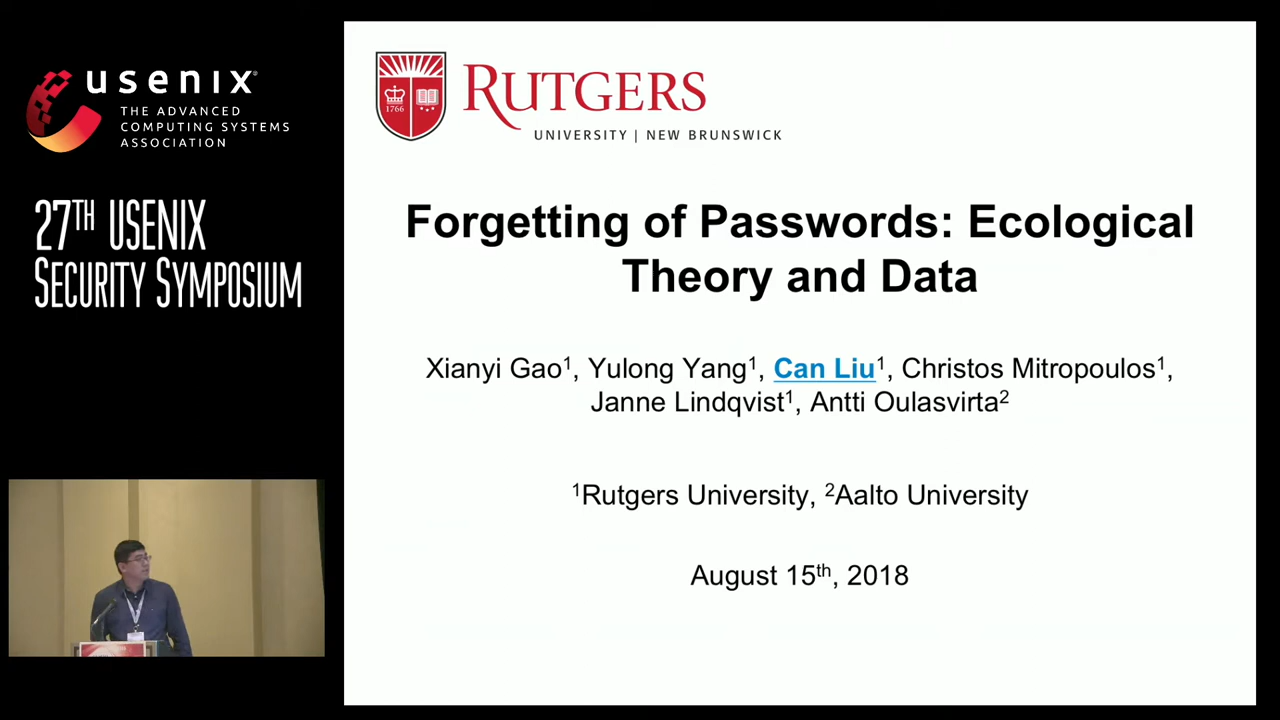 usenix®
THE ADVANCED
COMPUTING SYSTEMS
ASSOCIATION
27TH USENIX
SECURITY SYMPOSIUM
1766
RUTGERS
UNIVERSITY | NEW BRUNSWICK
Forgetting of Passwords: Ecological
Theory and Data
Xianyi Gao¹, Yulong Yang¹, Can Liu¹, Christos Mitropoulos¹,
Janne Lindqvist¹, Antti Oulasvirta²
¹Rutgers University, ²Aalto University
August 15th, 2018